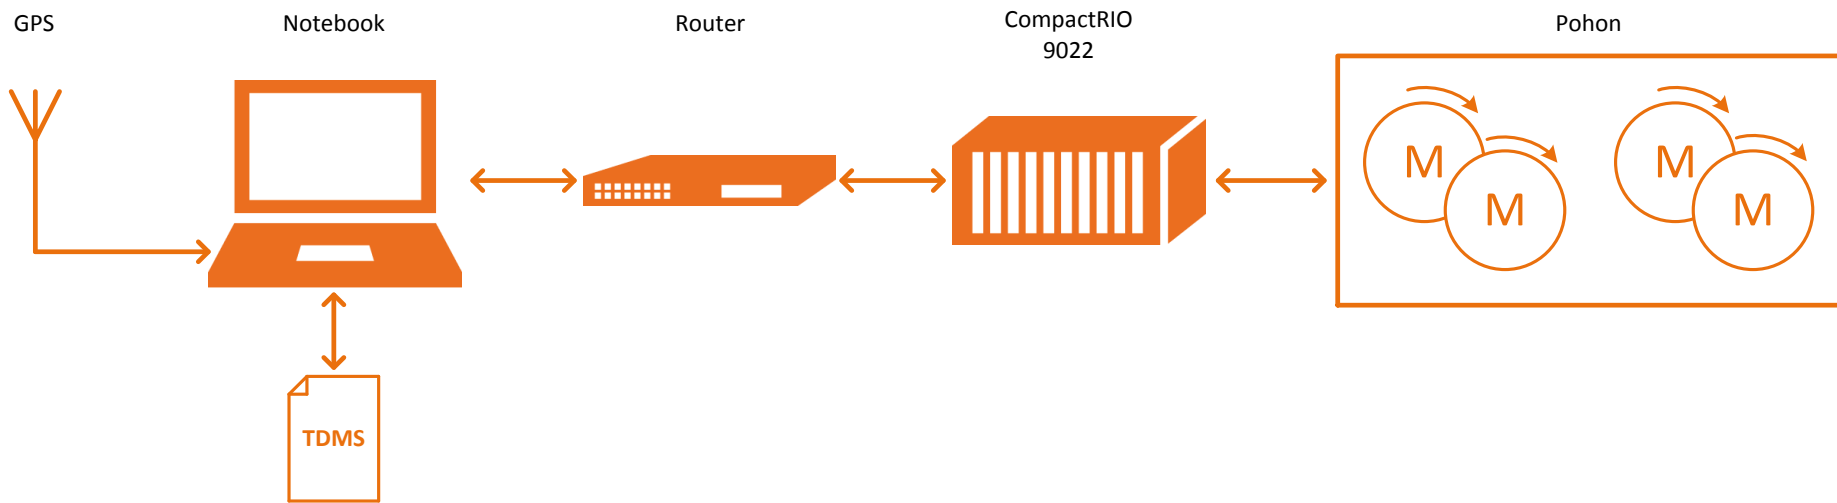 GPS
Notebook
Router
CompactRIO
9022
Pohon
M
M
M
M
TDMS